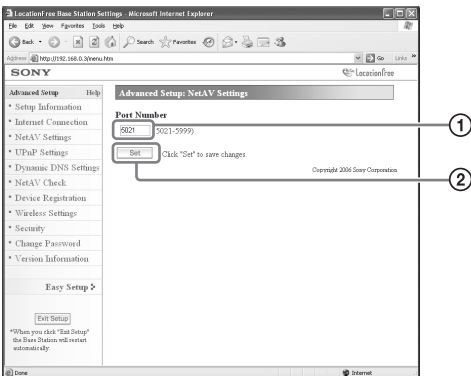 LocationFree Base Station Settings - Microsoft Internet Explorer
File Edit View Favorites Tools Help
Back Search Favorites
Address http://192.168.0.3/menu.htm Go Links »
SONY LocationFree
Advanced Setup Help
Advanced Setup: NetAV Settings
• Setup Information
• Internet Connection
• NetAV Settings
• UPnP Settings
• Dynamic DNS Settings
• NetAV Check
• Device Registration
• Wireless Settings
• Security
• Change Password
• Version Information
Easy Setup
Exit Setup
*When you click "Exit Setup"
the Base Station will restart
automatically.
Port Number
5021 5021-5999)
1
Set Click "Set" to save changes.
2
Copyright 2006 Sony Corporation
Done Internet